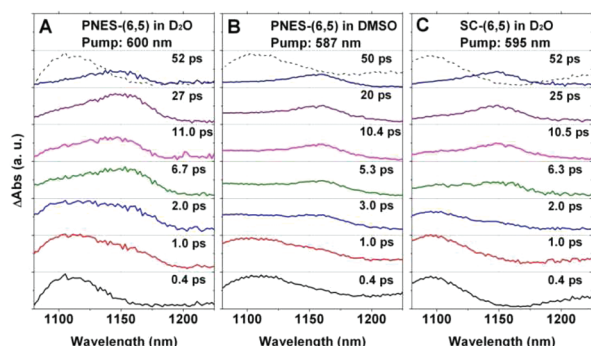 A PNES-(6,5) in D₂O
Pump: 600 nm
52 ps
27 ps
11.0 ps
6.7 ps
2.0 ps
1.0 ps
0.4 ps
1100 1150 1200
Wavelength (nm)
ΔAbs (a. u.)
B PNES-(6,5) in DMSO
Pump: 587 nm
50 ps
20 ps
10.4 ps
5.3 ps
3.0 ps
1.0 ps
0.4 ps
1100 1150 1200
Wavelength (nm)
C SC-(6,5) in D₂O
Pump: 595 nm
52 ps
25 ps
10.5 ps
6.3 ps
2.0 ps
1.0 ps
0.4 ps
1100 1150 1200
Wavelength (nm)